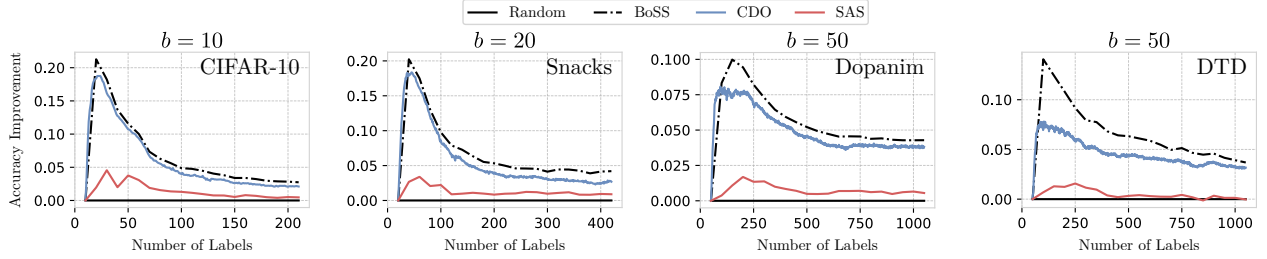 Random BoSS CDO SAS
b = 10
b = 20
b = 50
b = 50
CIFAR-10
Snacks
Dopanim
DTD
Accuracy Improvement
0.20
0.15
0.10
0.05
0.00
0 50 100 150 200
Number of Labels
0.20
0.15
0.10
0.05
0.00
0 100 200 300 400
Number of Labels
0.100
0.075
0.050
0.025
0.000
0 250 500 750 1000
Number of Labels
0.10
0.05
0.00
0 250 500 750 1000
Number of Labels